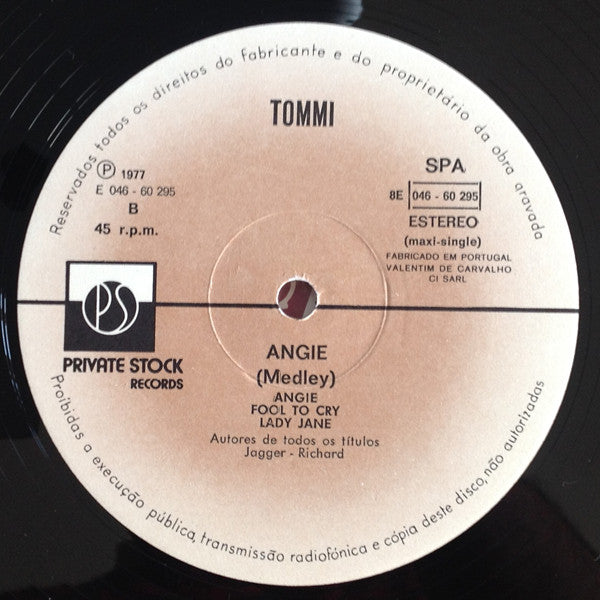 Reservados todos os direitos do fabricante e do proprietário da obra gravada
TOMMI
Ⓟ 1977
E 046 - 60 295
B
45 r.p.m.
SPA
8E 046 - 60 295
ESTEREO
(maxi-single)
FABRICADO EM PORTUGAL
VALENTIM DE CARVALHO
CI SARL
PS
PRIVATE STOCK
RECORDS
ANGIE
(Medley)
ANGIE
FOOL TO CRY
LADY JANE
Autores de todos os títulos
Jagger - Richard
Proibidas a execução pública, transmissão radiofónica e cópia deste disco, não autorizadas